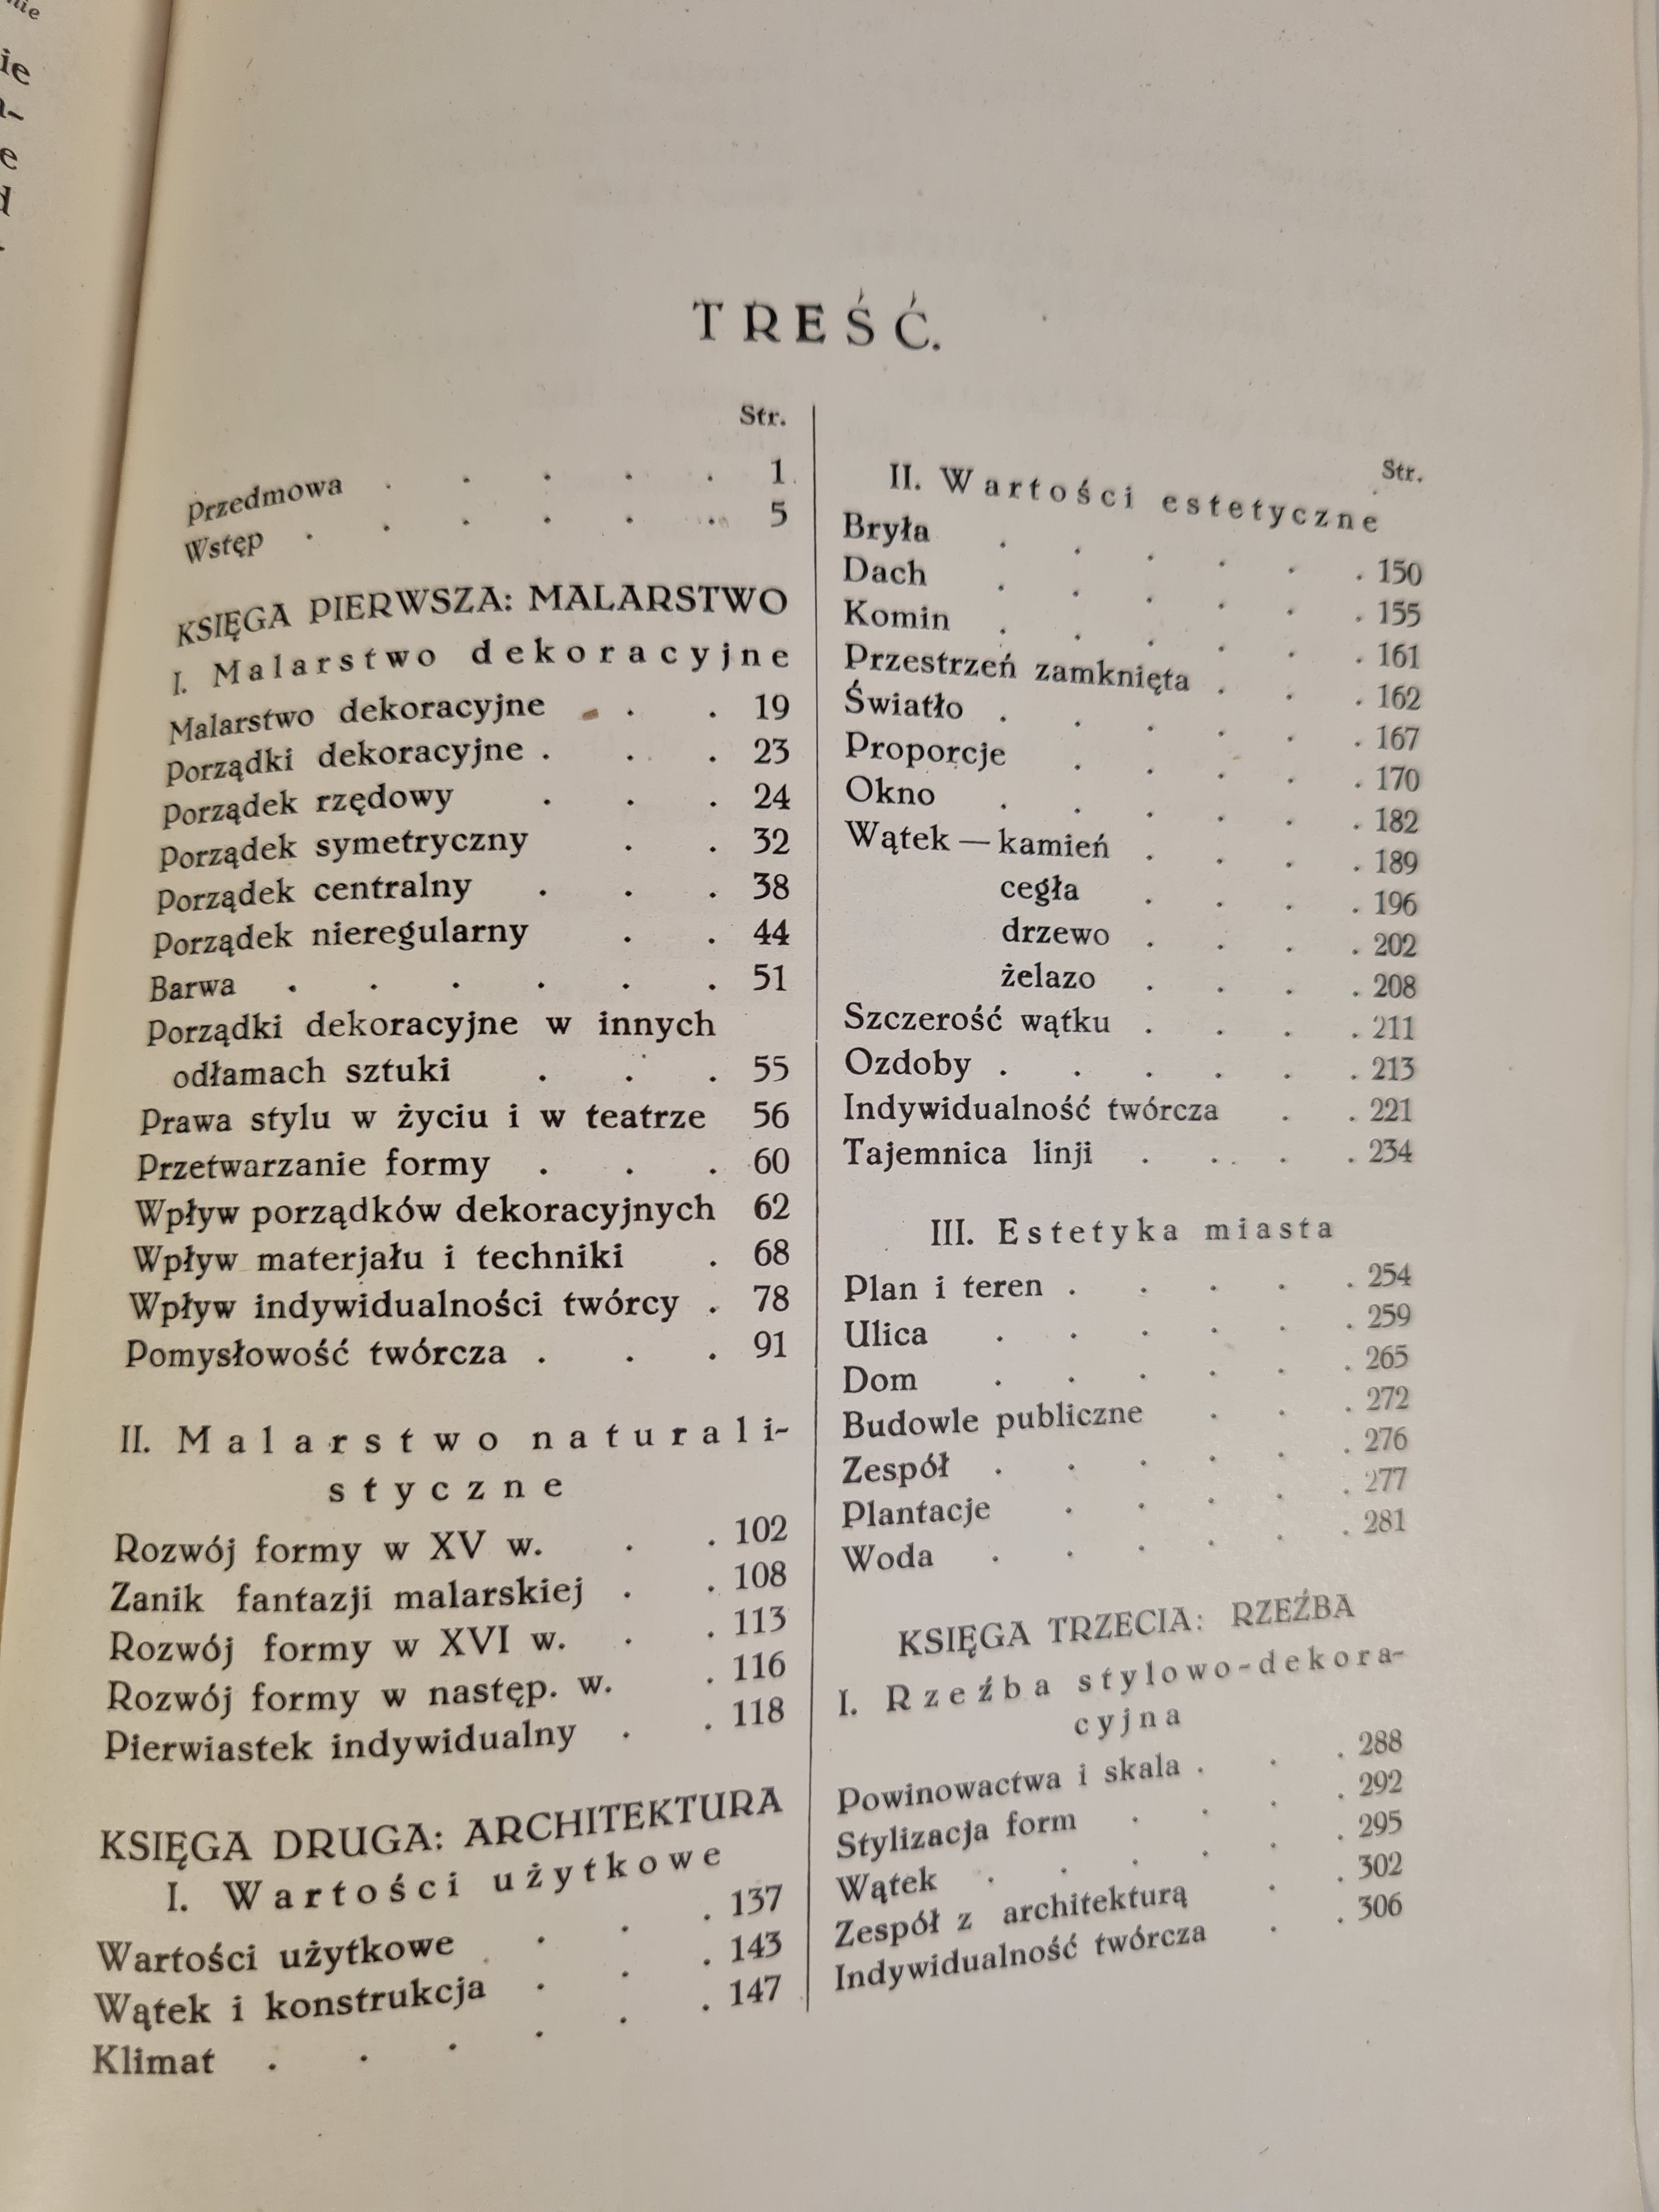 nie
ie
a-
e
d
TREŚĆ.
Str.
Przedmowa . . . . . 1
Wstęp . . . . . . 5
KSIĘGA PIERWSZA: MALARSTWO
I. Malarstwo dekoracyjne
Malarstwo dekoracyjne . . 19
Porządki dekoracyjne . . . 23
Porządek rzędowy . . . 24
Porządek symetryczny . . 32
Porządek centralny . . . 38
Porządek nieregularny . . 44
Barwa . . . . . . 51
Porządki dekoracyjne w innych
odłamach sztuki . . . 55
Prawa stylu w życiu i w teatrze 56
Przetwarzanie formy . . . 60
Wpływ porządków dekoracyjnych 62
Wpływ materjału i techniki . 68
Wpływ indywidualności twórcy . 78
Pomysłowość twórcza . . . 91
II. Malarstwo naturali-
styczne
Rozwój formy w XV w. . . 102
Zanik fantazji malarskiej . . 108
Rozwój formy w XVI w. . . 113
Rozwój formy w następ. w. . 116
Pierwiastek indywidualny . . 118
KSIĘGA DRUGA: ARCHITEKTURA
I. Wartości użytkowe
Wartości użytkowe . . . 137
Wątek i konstrukcja . . . 143
Klimat . . . . . . 147
Str.
II. Wartości estetyczne
Bryła . . . . . . 150
Dach . . . . . . 155
Komin . . . . . . 161
Przestrzeń zamknięta . . . 162
Światło . . . . . . 167
Proporcje . . . . . 170
Okno . . . . . . 182
Wątek — kamień . . . . 189
cegła . . . . 196
drzewo . . . . 202
żelazo . . . . 208
Szczerość wątku . . . . 211
Ozdoby . . . . . . 213
Indywidualność twórcza . . 221
Tajemnica linji . . . . 234
III. Estetyka miasta
Plan i teren . . . . . 254
Ulica . . . . . . 259
Dom . . . . . . 265
Budowle publiczne . . . 272
Zespół . . . . . . 276
Plantacje . . . . . 277
Woda . . . . . . 281
KSIĘGA TRZECIA: RZEŹBA
I. Rzeźba stylowo-dekora-
cyjna
Powinowactwa i skala . . . 288
Stylizacja form . . . . 292
Wątek . . . . . . 295
Zespół z architekturą . . 302
Indywidualność twórcza . . 306